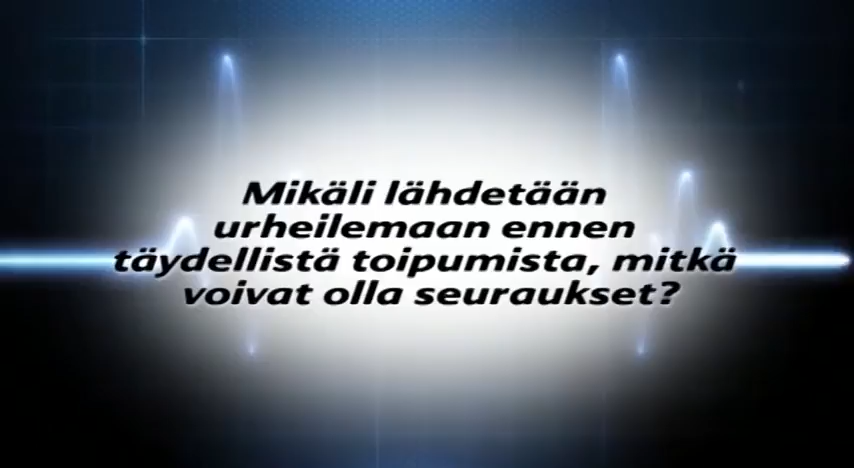 Mikäli lähdetään
urheilemaan ennen
täydellistä toipumista, mitkä
voivat olla seuraukset?